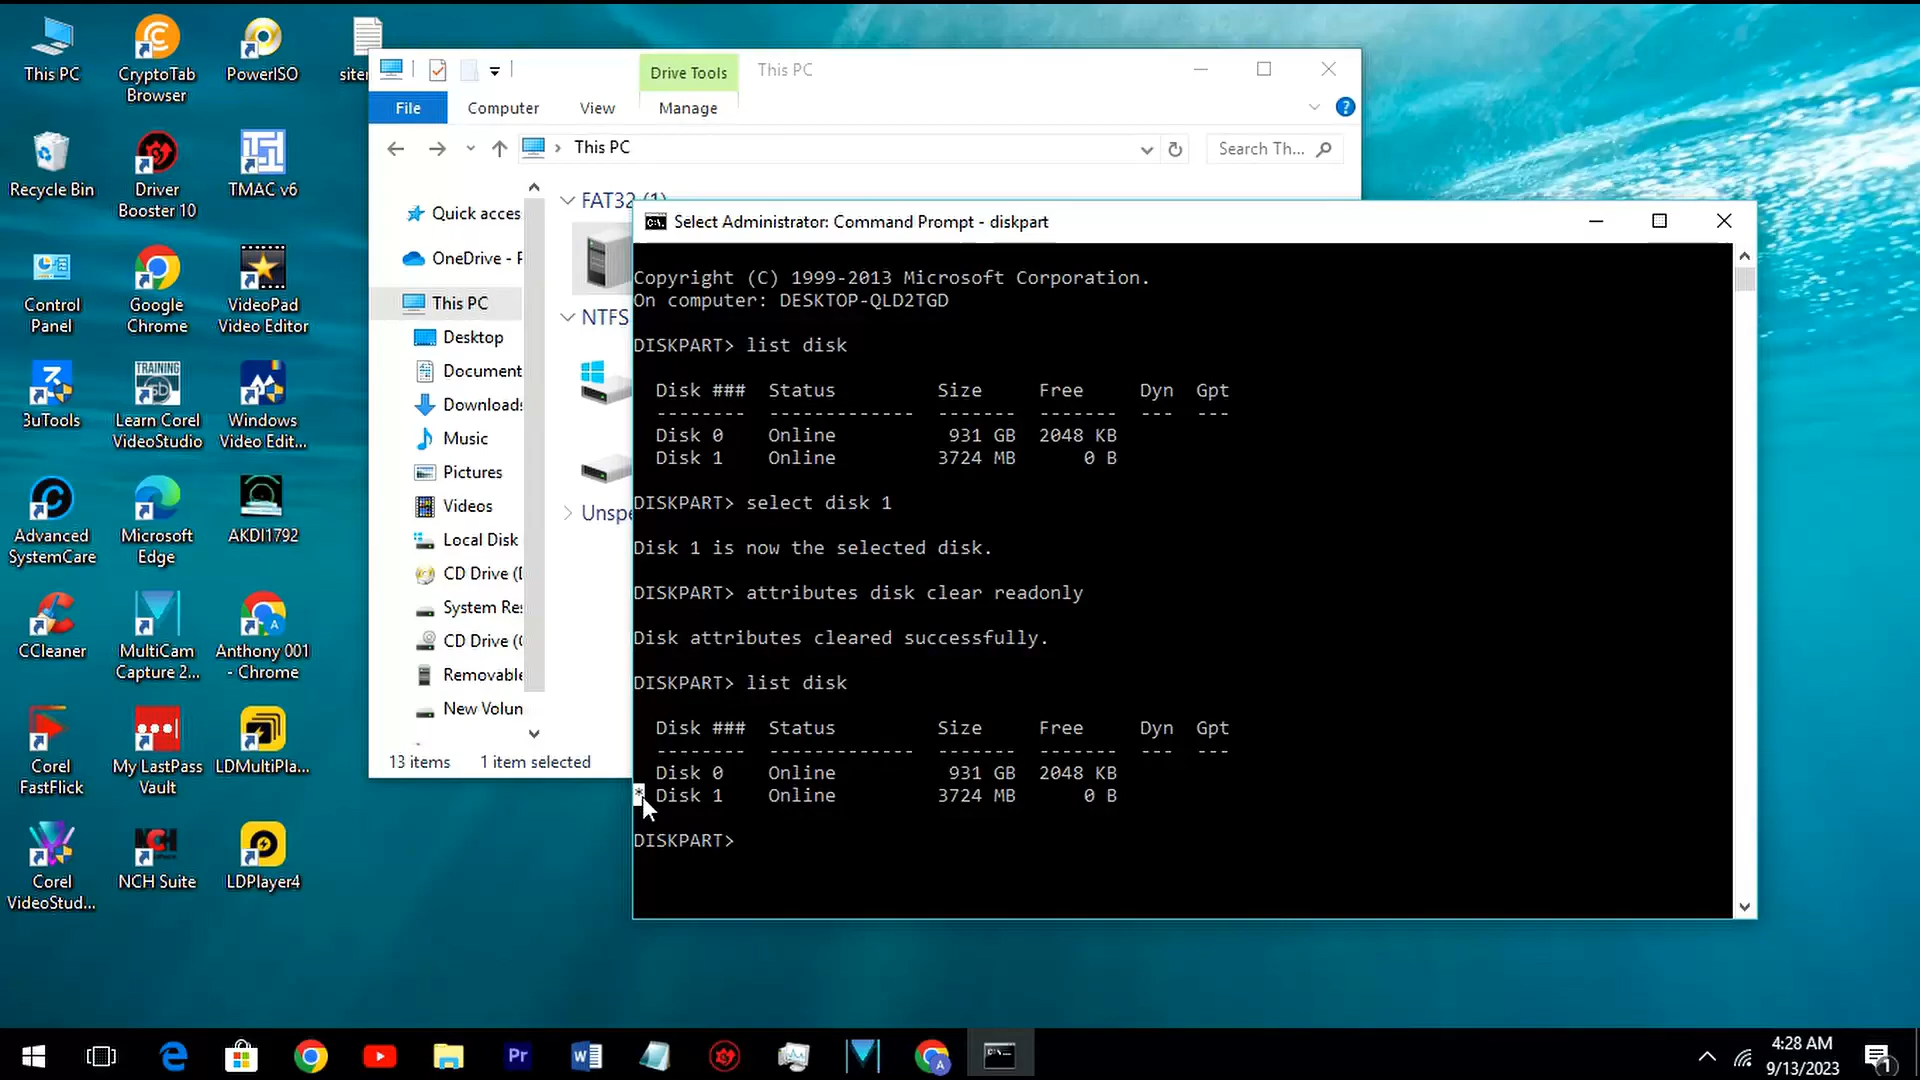 This PC
CryptoTab
Browser
PowerISO
Recycle Bin
Driver
Booster 10
TMAC v6
Control
Panel
Google
Chrome
VideoPad
Video Editor
3uTools
TRAINING
Learn Corel
VideoStudio
Windows
Video Edit...
Advanced
SystemCare
Microsoft
Edge
AKDI1792
CCleaner
MultiCam
Capture 2...
Anthony 001
- Chrome
Corel
FastFlick
My LastPass
Vault
LDMultiPla...
Corel
VideoStud...
NCH
NCH Suite
LDPlayer4
siter
Drive Tools
This PC
File
Computer
View
Manage
This PC
Search Th...
Quick acces
OneDrive - P
This PC
Desktop
Document
Downloads
Music
Pictures
Videos
Local Disk
CD Drive (
System Res
CD Drive (
Removable
New Volun
FAT32 (1)
NTFS
Unspe
13 items
1 item selected
Select Administrator: Command Prompt - diskpart
Copyright (C) 1999-2013 Microsoft Corporation.
On computer: DESKTOP-QLD2TGD
DISKPART> list disk
Disk ### Status Size Free Dyn Gpt
-------- ------------- ------- ------- --- ---
Disk 0 Online 931 GB 2048 KB
Disk 1 Online 3724 MB 0 B
DISKPART> select disk 1
Disk 1 is now the selected disk.
DISKPART> attributes disk clear readonly
Disk attributes cleared successfully.
DISKPART> list disk
Disk ### Status Size Free Dyn Gpt
-------- ------------- ------- ------- --- ---
Disk 0 Online 931 GB 2048 KB
* Disk 1 Online 3724 MB 0 B
DISKPART>
Pr
A
4:28 AM
9/13/2023
1